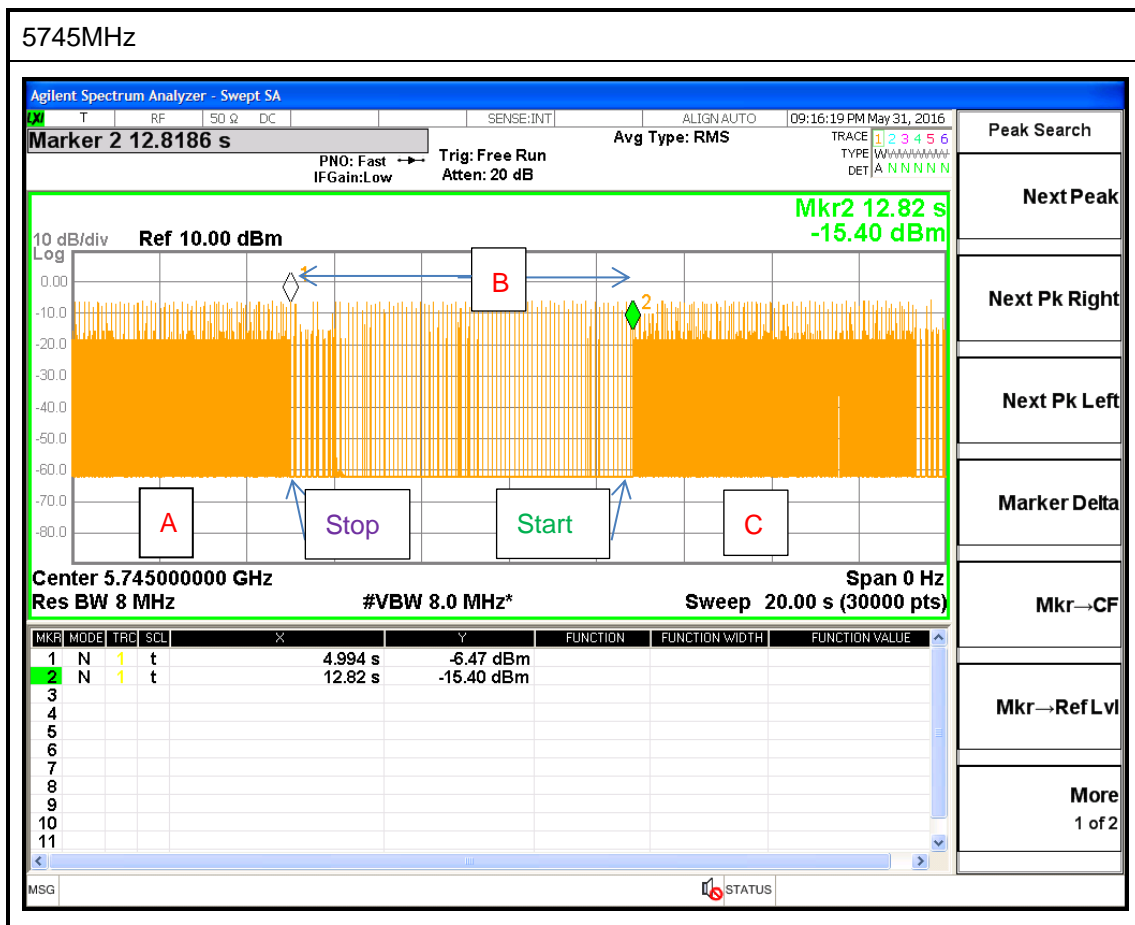 5745MHz
Agilent Spectrum Analyzer - Swept SA
LXI T RF 50 Ω DC SENSE:INT ALIGN AUTO 09:16:19 PM May 31, 2016
Marker 2 12.8186 s
PNO: Fast
IFGain:Low
Trig: Free Run
Atten: 20 dB
Avg Type: RMS
TRACE 1 2 3 4 5 6
TYPE WWWWWW
DET A N N N N N
Mkr2 12.82 s
-15.40 dBm
10 dB/div Ref 10.00 dBm
Log
0.00
-10.0
-20.0
-30.0
-40.0
-50.0
-60.0
-70.0
-80.0
1
B
2
A
Stop
Start
C
Center 5.745000000 GHz Span 0 Hz
Res BW 8 MHz #VBW 8.0 MHz* Sweep 20.00 s (30000 pts)
MKR MODE TRC SCL X Y FUNCTION FUNCTION WIDTH FUNCTION VALUE
1 N 1 t 4.994 s -6.47 dBm
2 N 1 t 12.82 s -15.40 dBm
3
4
5
6
7
8
9
10
11
MSG STATUS
Peak Search
Next Peak
Next Pk Right
Next Pk Left
Marker Delta
Mkr→CF
Mkr→Ref Lvl
More
1 of 2